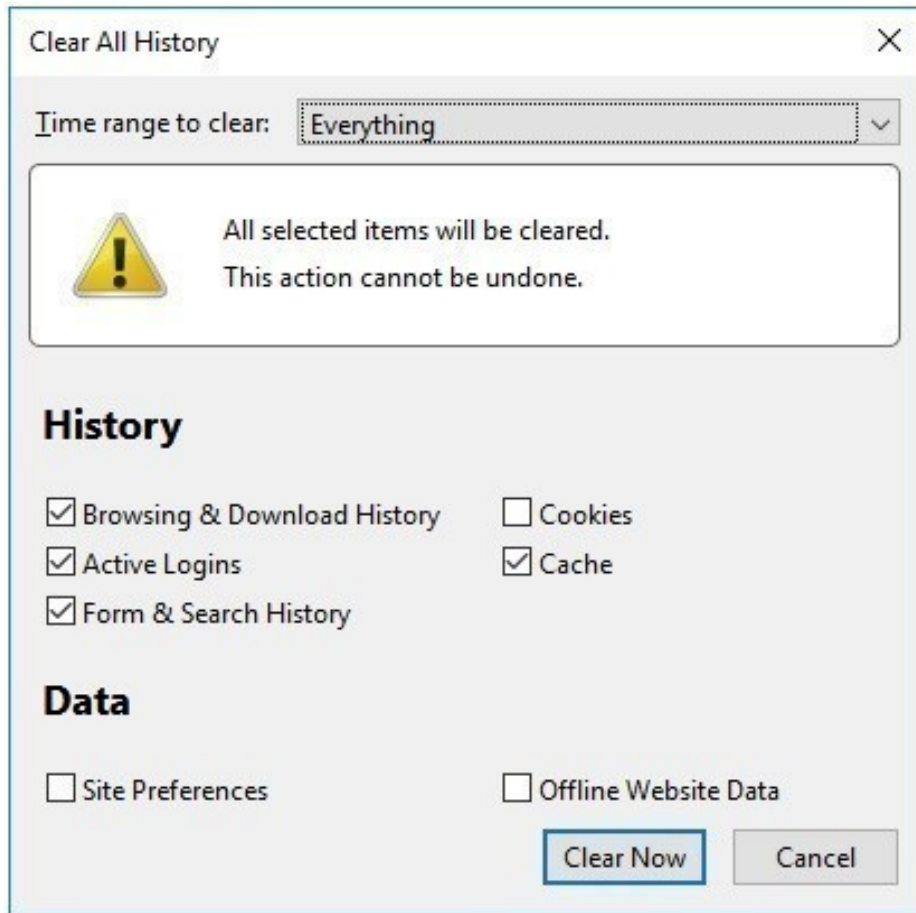 Clear All History
Time range to clear: Everything
All selected items will be cleared.
This action cannot be undone.
History
Browsing & Download History Cookies
Active Logins Cache
Form & Search History
Data
Site Preferences Offline Website Data
Clear Now Cancel